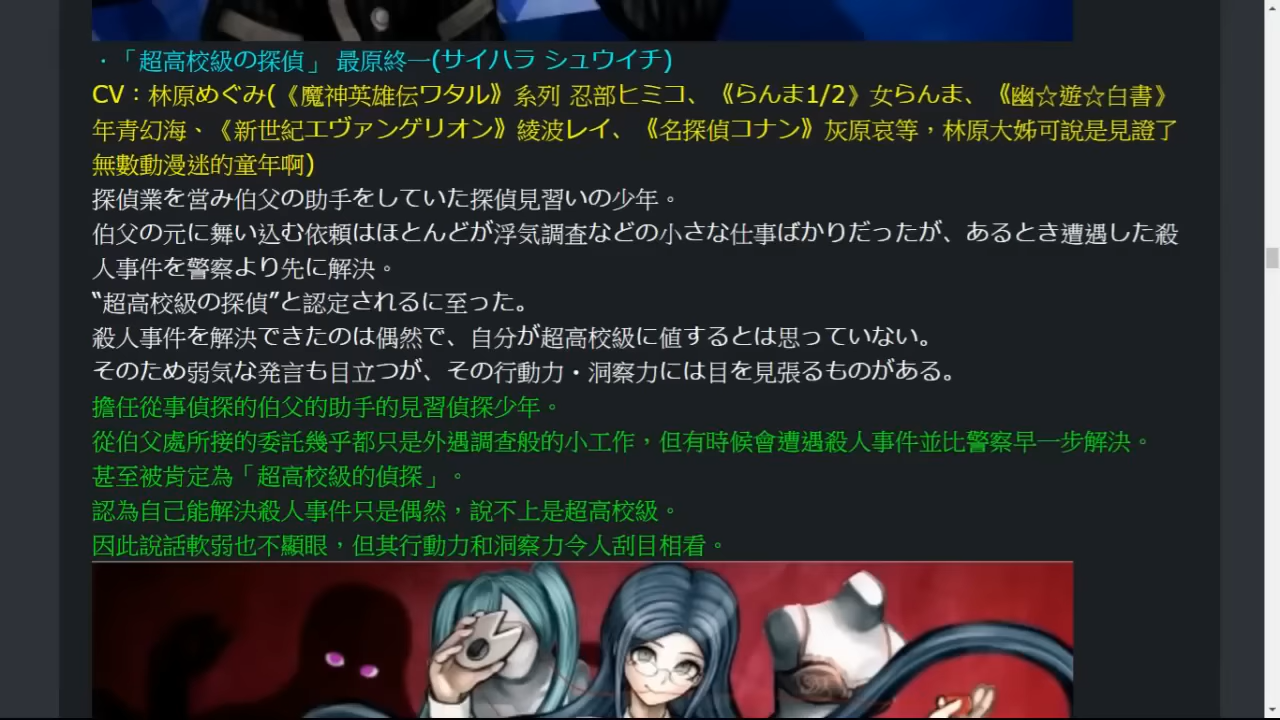 ・「超高校級の探偵」 最原終一(サイハラ シュウイチ)
CV：林原めぐみ(《魔神英雄伝ワタル》系列 忍部ヒミコ、《らんま1/2》女らんま、《幽☆遊☆白書》
年青幻海、《新世紀エヴァンゲリオン》綾波レイ、《名探偵コナン》灰原哀等，林原大姊可說是見證了
無數動漫迷的童年啊)
探偵業を営み伯父の助手をしていた探偵見習いの少年。
伯父の元に舞い込む依頼はほとんどが浮気調査などの小さな仕事ばかりだったが、あるとき遭遇した殺
人事件を警察より先に解決。
“超高校級の探偵”と認定されるに至った。
殺人事件を解決できたのは偶然で、自分が超高校級に値するとは思っていない。
そのため弱気な発言も目立つが、その行動力・洞察力には目を見張るものがある。
擔任從事偵探的伯父的助手的見習偵探少年。
從伯父處所接的委託幾乎都只是外遇調查般的小工作，但有時候會遭遇殺人事件並比警察早一步解決。
甚至被肯定為「超高校級的偵探」。
認為自己能解決殺人事件只是偶然，說不上是超高校級。
因此說話軟弱也不顯眼，但其行動力和洞察力令人刮目相看。